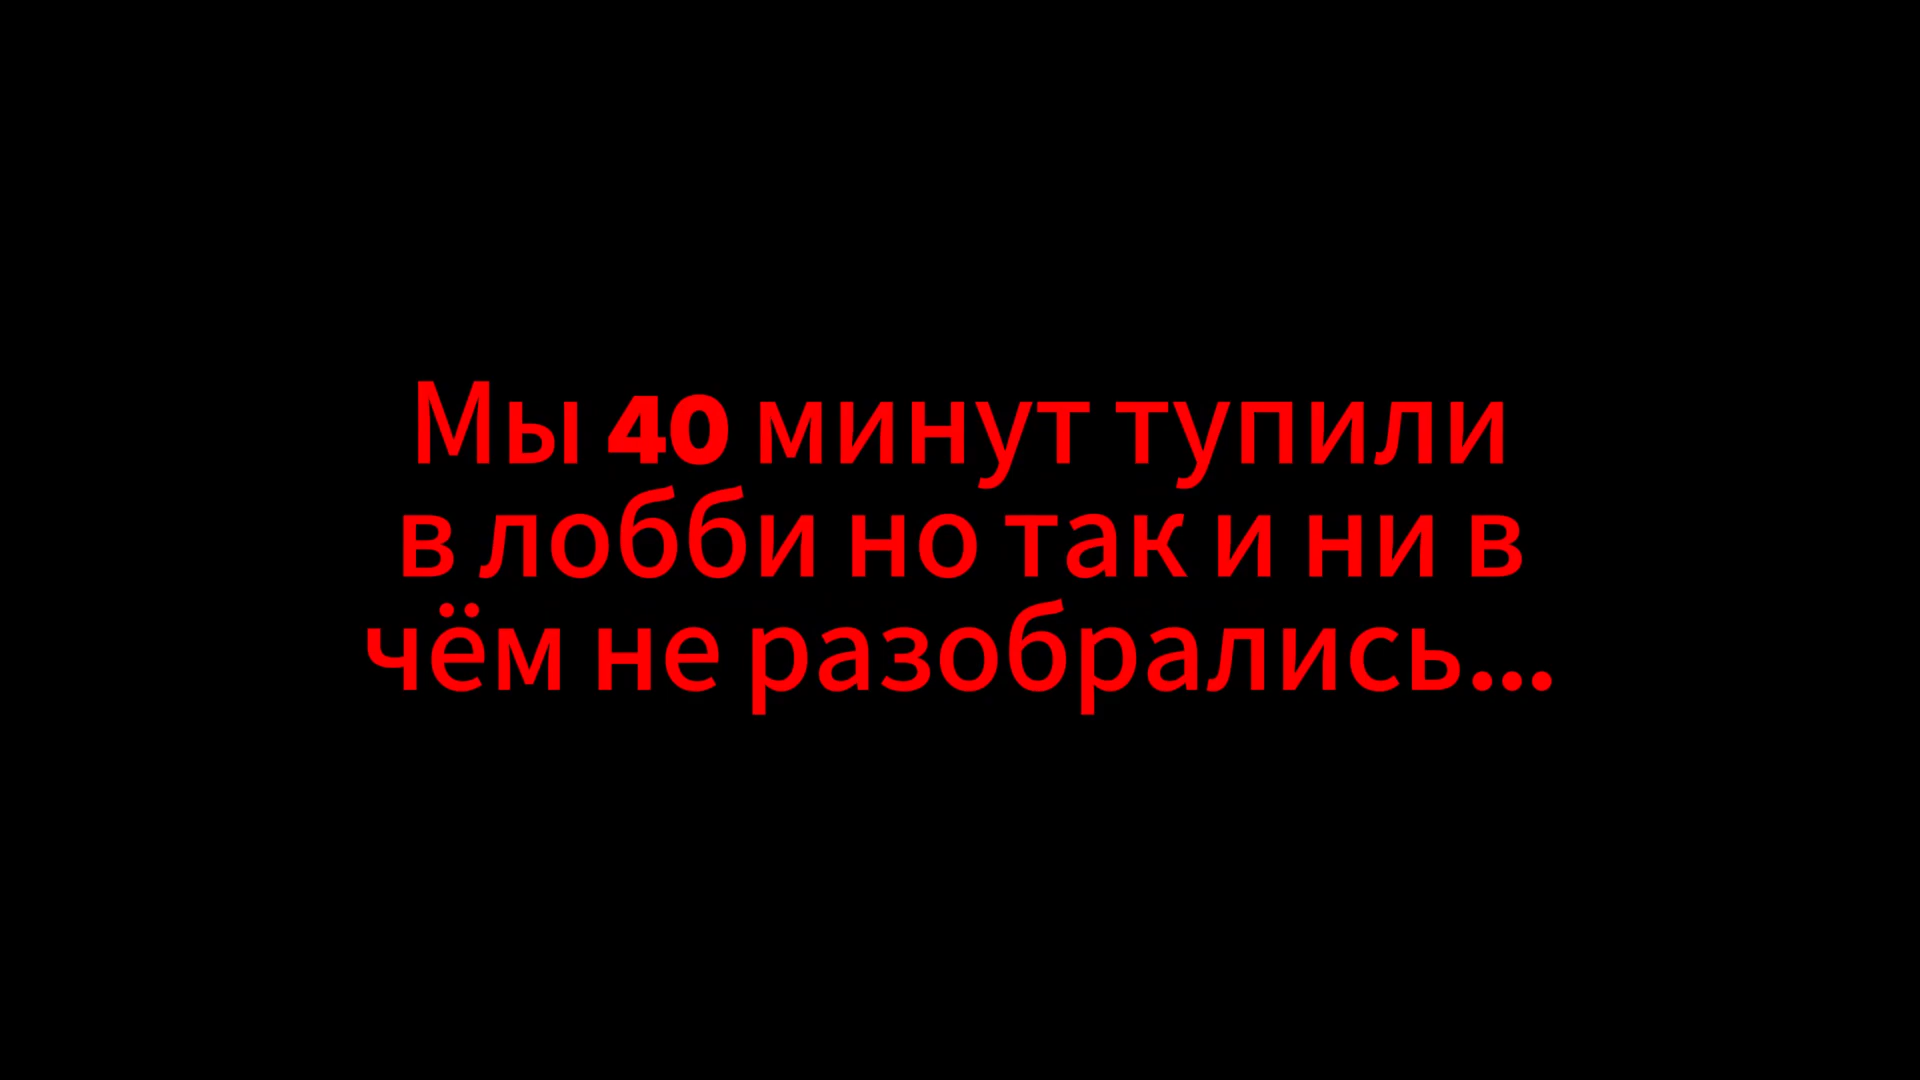 Мы 40 минут тупили
в лобби но так и ни в
чём не разобрались...